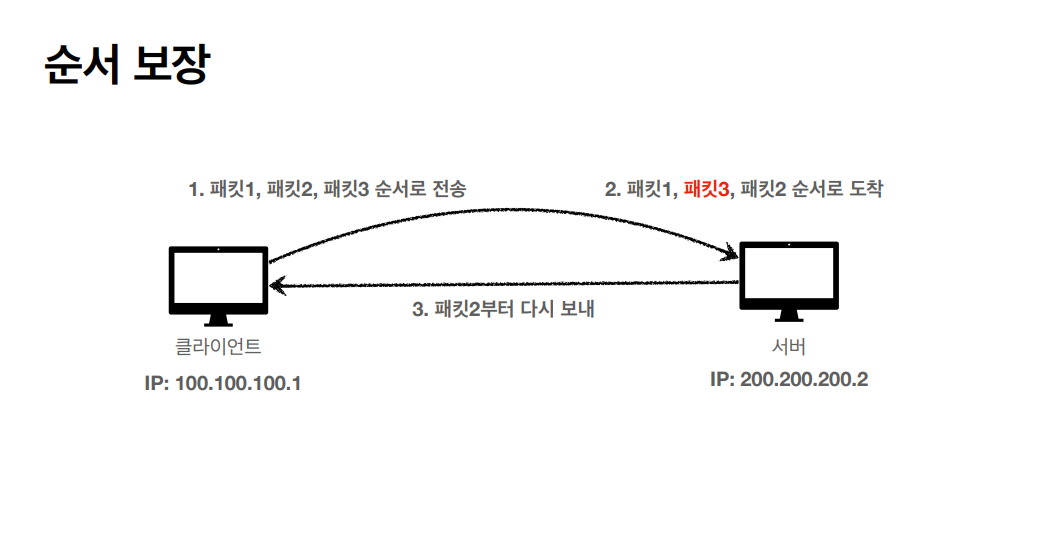 순서 보장
1. 패킷1, 패킷2, 패킷3 순서로 전송
2. 패킷1, 패킷3, 패킷2 순서로 도착
3. 패킷2부터 다시 보내
클라이언트
IP: 100.100.100.1
서버
IP: 200.200.200.2